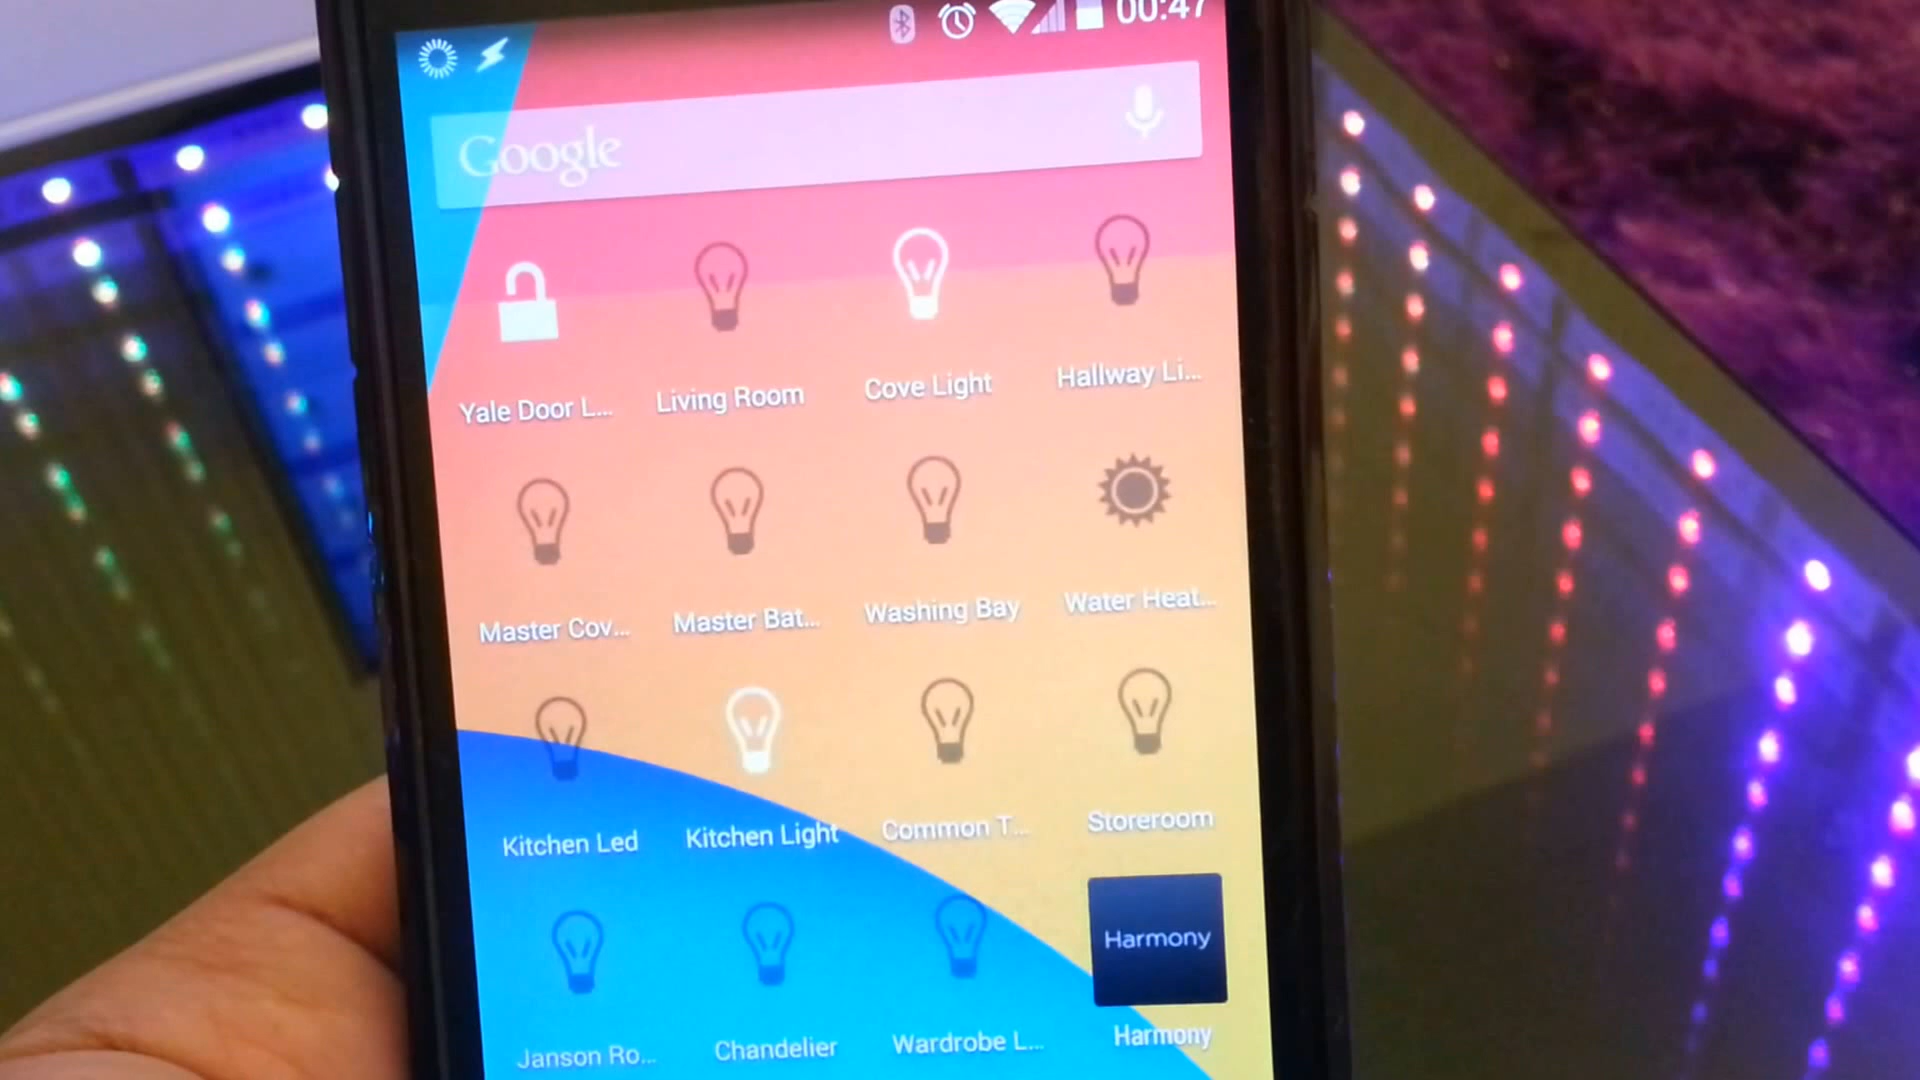 00:47
Google
Yale Door L... Living Room Cove Light Hallway Li...
Master Cov... Master Bat... Washing Bay Water Heat...
Kitchen Led Kitchen Light Common T... Storeroom
Harmony
Janson Ro... Chandelier Wardrobe L... Harmony